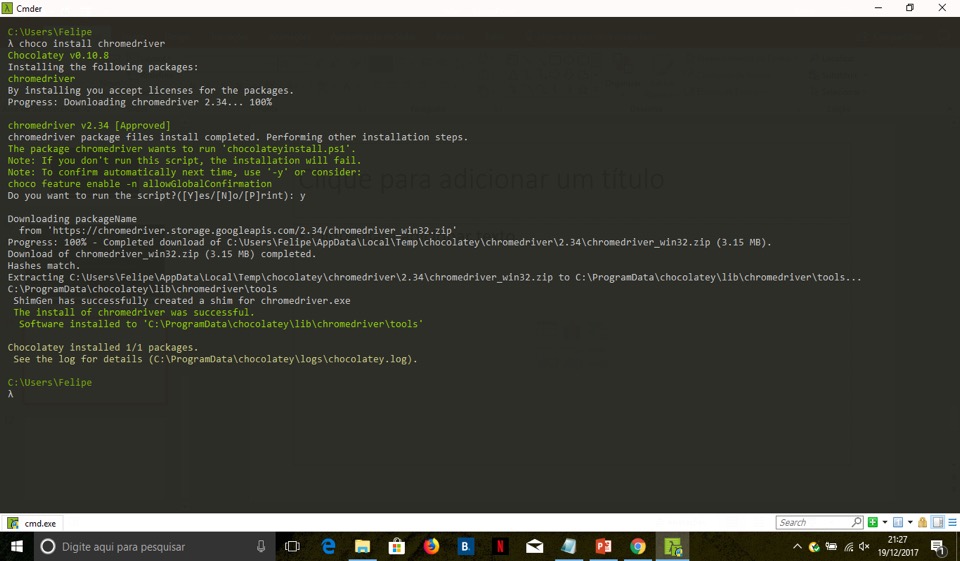 Cmder
C:\Users\Felipe
λ choco install chromedriver
Chocolatey v0.10.8
Installing the following packages:
chromedriver
By installing you accept licenses for the packages.
Progress: Downloading chromedriver 2.34... 100%
chromedriver v2.34 [Approved]
chromedriver package files install completed. Performing other installation steps.
The package chromedriver wants to run 'chocolateyinstall.ps1'.
Note: If you don't run this script, the installation will fail.
Note: To confirm automatically next time, use '-y' or consider:
choco feature enable -n allowGlobalConfirmation
Clique para adicionar um título
Do you want to run the script?([Y]es/[N]o/[P]rint): y
Downloading packageName
from 'https://chromedriver.storage.googleapis.com/2.34/chromedriver_win32.zip'
Progress: 100% - Completed download of C:\Users\Felipe\AppData\Local\Temp\chocolatey\chromedriver\2.34\chromedriver_win32.zip (3.15 MB).
Download of chromedriver_win32.zip (3.15 MB) completed.
Hashes match.
Extracting C:\Users\Felipe\AppData\Local\Temp\chocolatey\chromedriver\2.34\chromedriver_win32.zip to C:\ProgramData\chocolatey\lib\chromedriver\tools...
C:\ProgramData\chocolatey\lib\chromedriver\tools
ShimGen has successfully created a shim for chromedriver.exe
The install of chromedriver was successful.
Software installed to 'C:\ProgramData\chocolatey\lib\chromedriver\tools'
Chocolatey installed 1/1 packages.
See the log for details (C:\ProgramData\chocolatey\logs\chocolatey.log).
C:\Users\Felipe
λ
cmd.exe
Search
Digite aqui para pesquisar
B.
N
21:27
19/12/2017
1